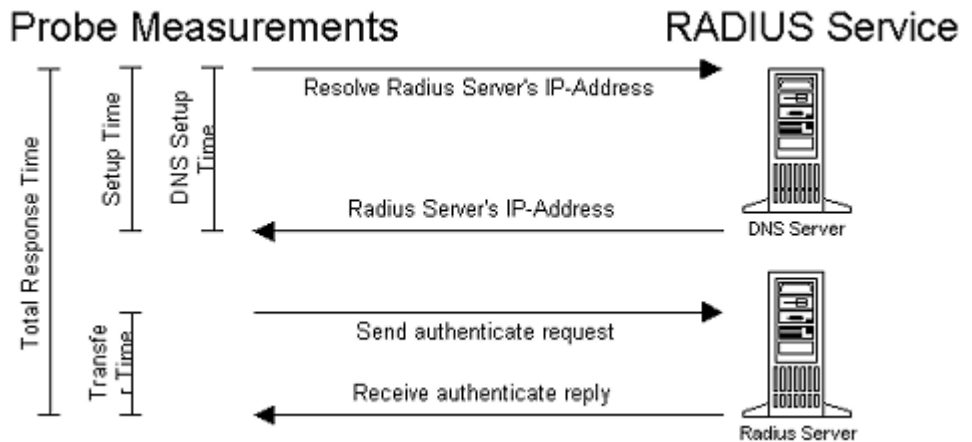 Probe Measurements
RADIUS Service
Total Response Time
Setup Time
DNS Setup
Time
Resolve Radius Server's IP-Address
Radius Server's IP-Address
DNS Server
Transfe
r Time
Send authenticate request
Receive authenticate reply
Radius Server